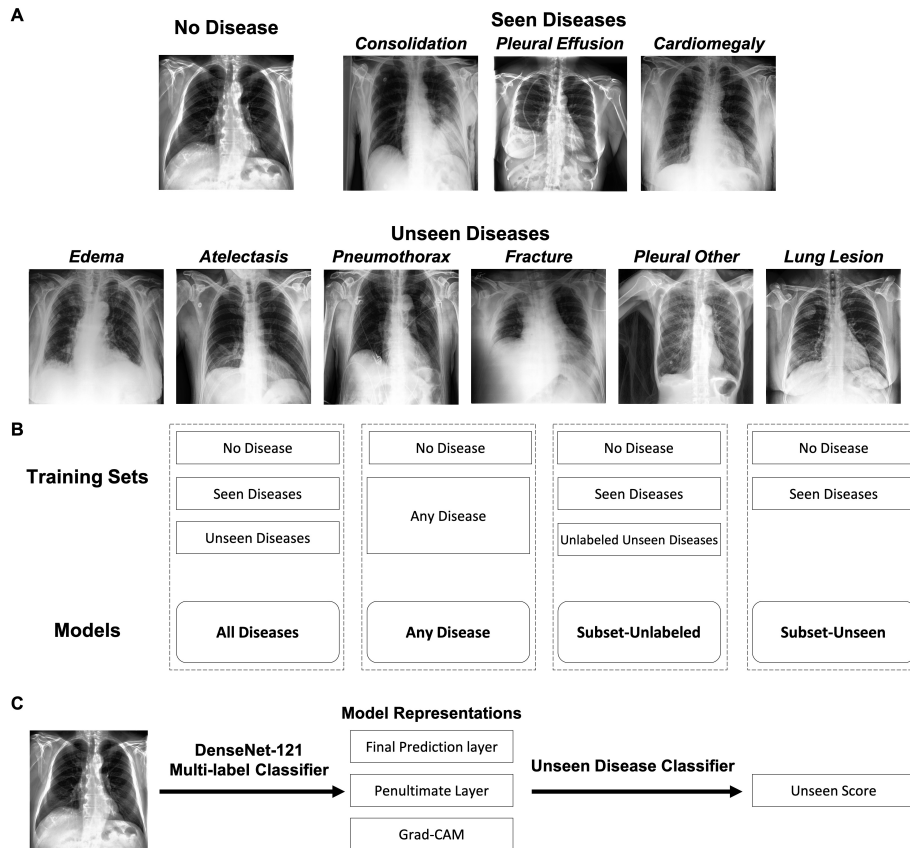 A
No Disease
Seen Diseases
Consolidation
Pleural Effusion
Cardiomegaly
Unseen Diseases
Edema
Atelectasis
Pneumothorax
Fracture
Pleural Other
Lung Lesion
B
Training Sets
No Disease
Seen Diseases
Unseen Diseases
No Disease
Any Disease
No Disease
Seen Diseases
Unlabeled Unseen Diseases
No Disease
Seen Diseases
Models
All Diseases
Any Disease
Subset-Unlabeled
Subset-Unseen
C
DenseNet-121
Multi-label Classifier
Model Representations
Final Prediction layer
Penultimate Layer
Grad-CAM
Unseen Disease Classifier
Unseen Score